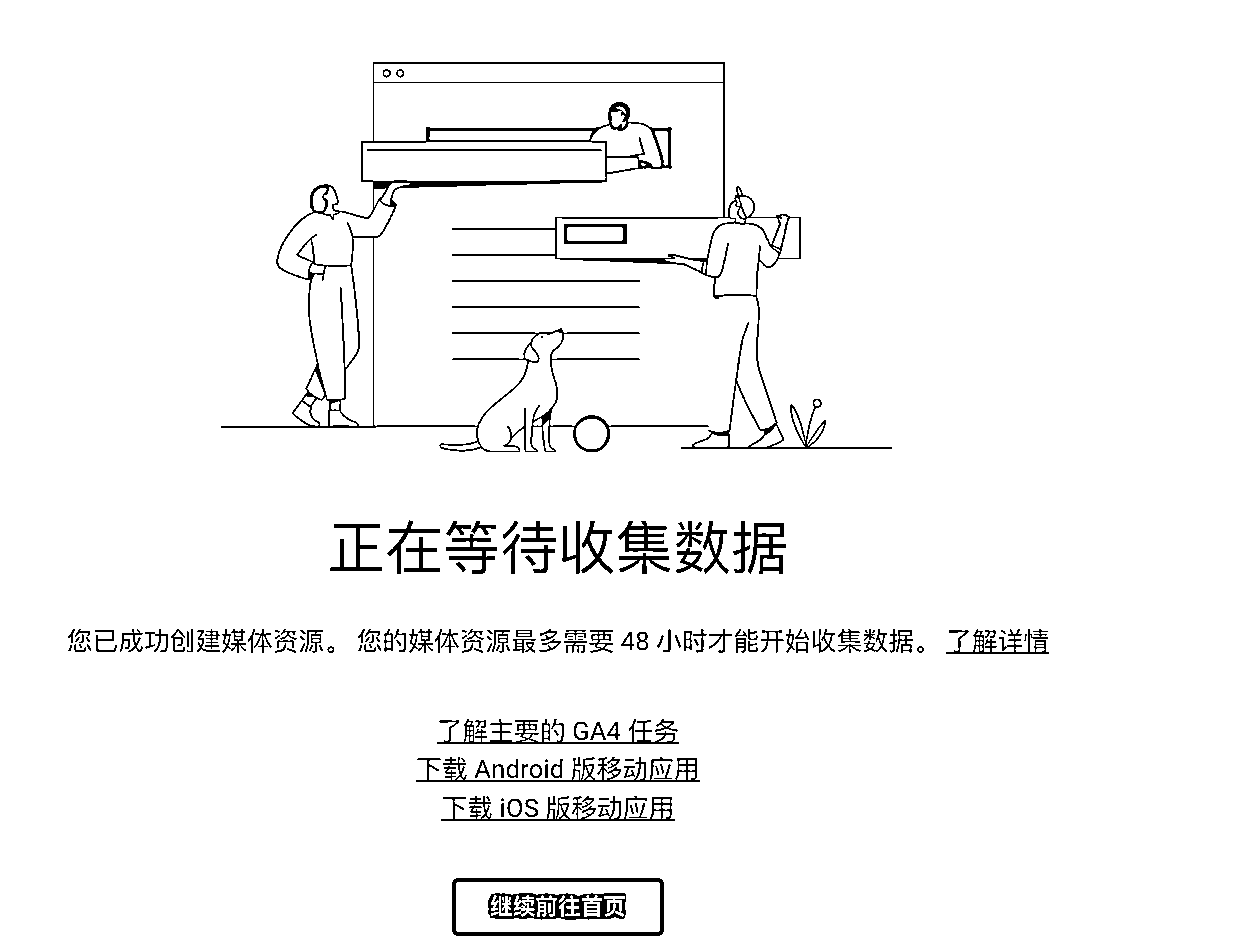 正在等待收集数据
您已成功创建媒体资源。 您的媒体资源最多需要 48 小时才能开始收集数据。 了解详情
了解主要的 GA4 任务
下载 Android 版移动应用
下载 iOS 版移动应用
继续前往首页